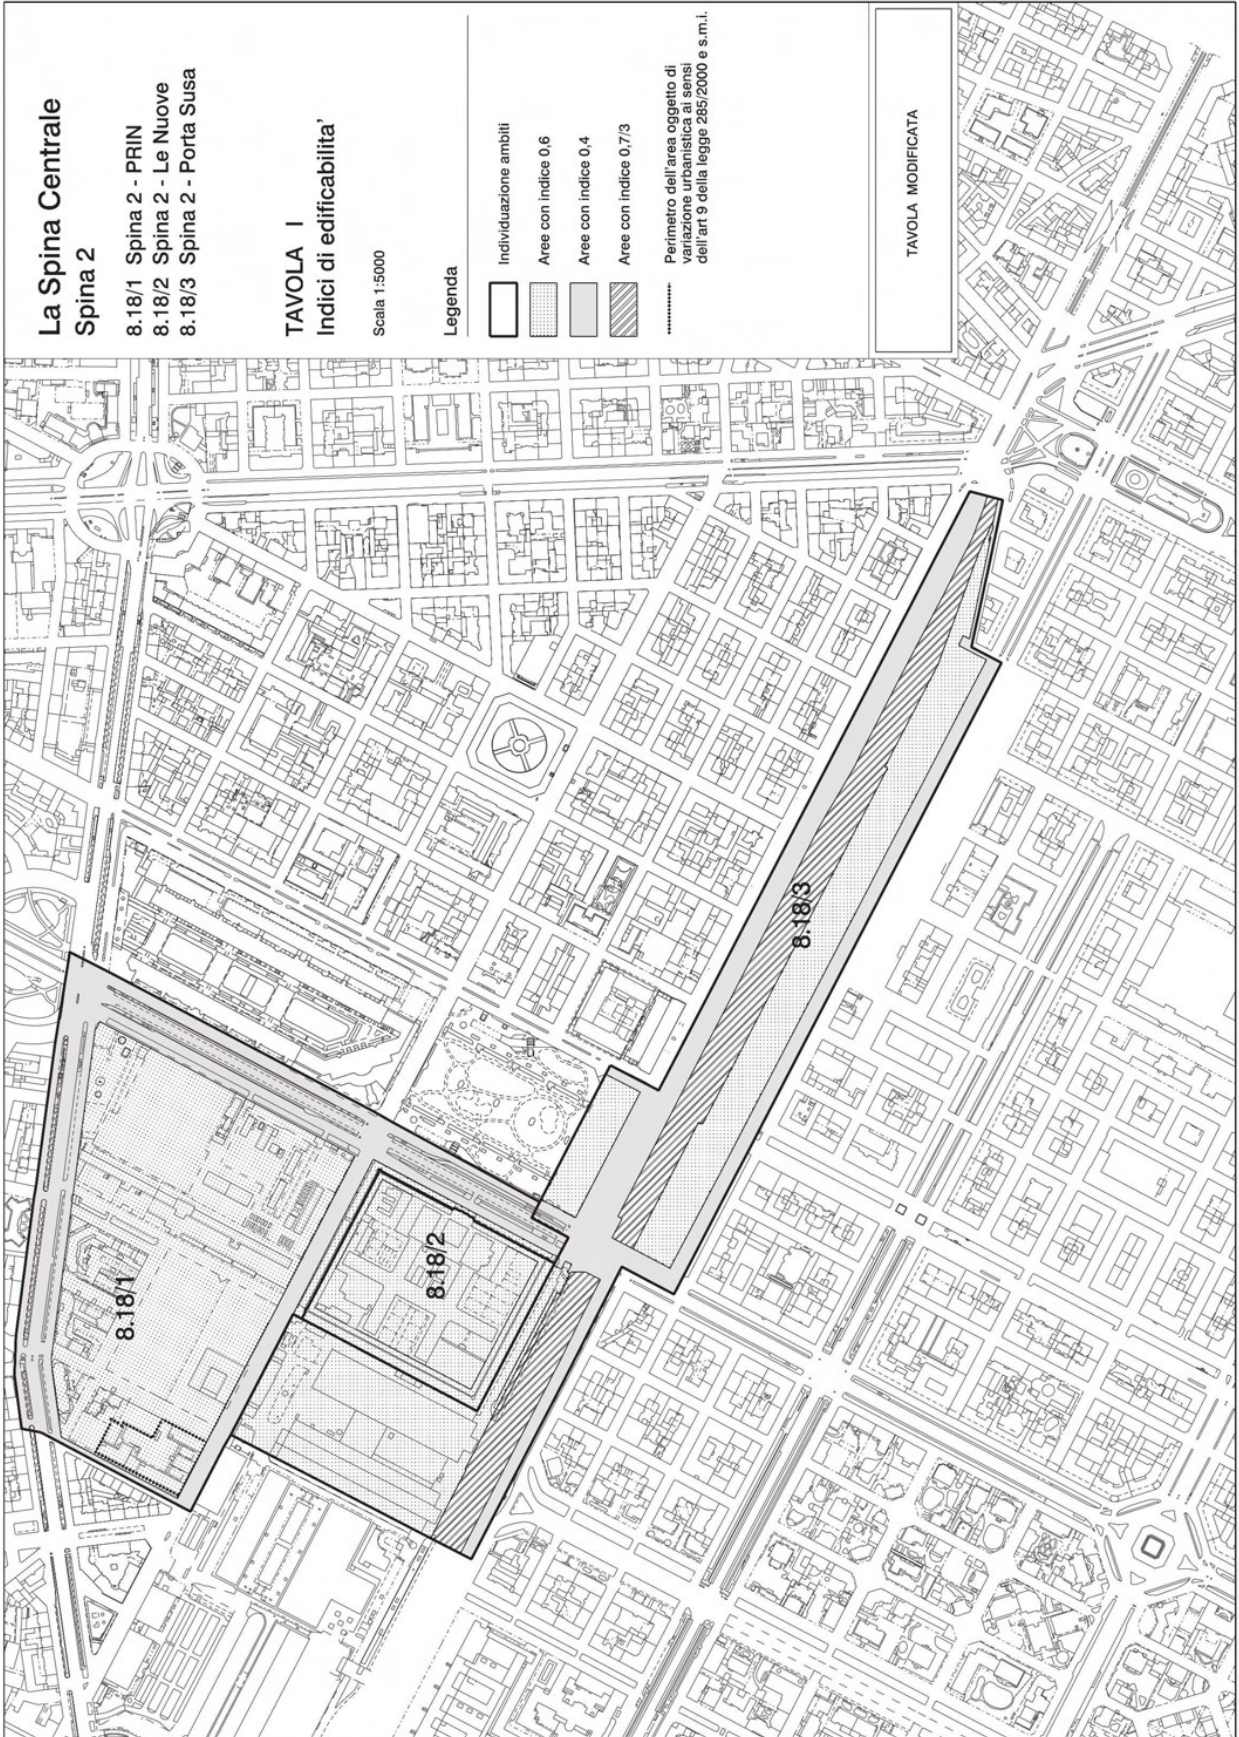 La Spina Centrale
Spina 2
8.18/1 Spina 2 - PRIN
8.18/2 Spina 2 - Le Nuove
8.18/3 Spina 2 - Porta Susa
TAVOLA I
Indici di edificabilita'
Scala 1:5000
Legenda
Individuazione ambiti
Aree con indice 0,6
Aree con indice 0,4
Aree con indice 0,7/3
Perimetro dell'area oggetto di
variazione urbanistica ai sensi
dell'art 9 della legge 285/2000 e s.m.i.
TAVOLA MODIFICATA
8.18/1
8.18/2
8.18/3